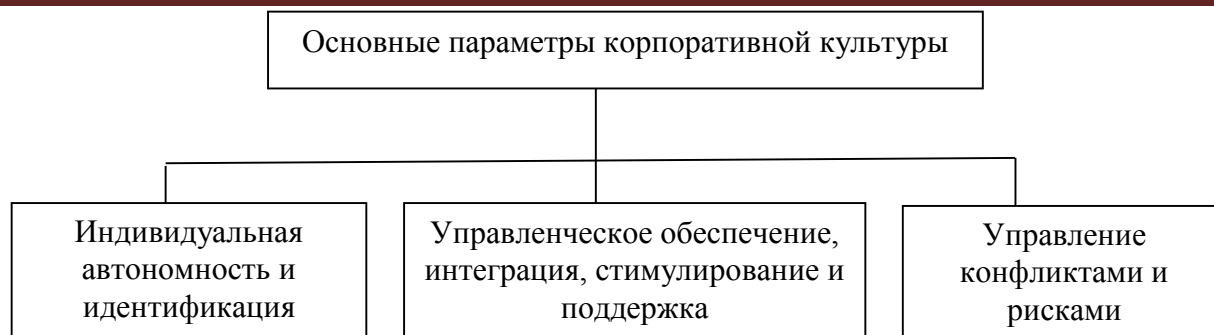 Основные параметры корпоративной культуры
Индивидуальная
автономность и
идентификация
Управленческое обеспечение,
интеграция, стимулирование и
поддержка
Управление
конфликтами и
рисками